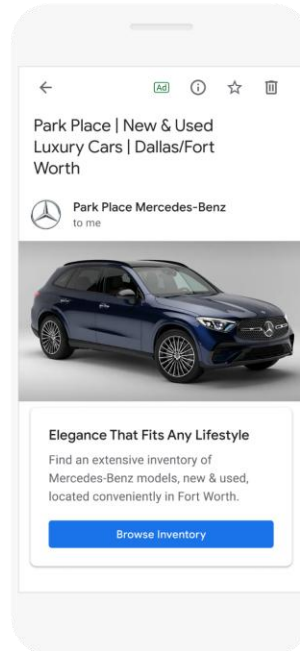 Ad
Park Place | New & Used
Luxury Cars | Dallas/Fort
Worth
Park Place Mercedes-Benz
to me
Elegance That Fits Any Lifestyle
Find an extensive inventory of
Mercedes-Benz models, new & used,
located conveniently in Fort Worth.
Browse Inventory